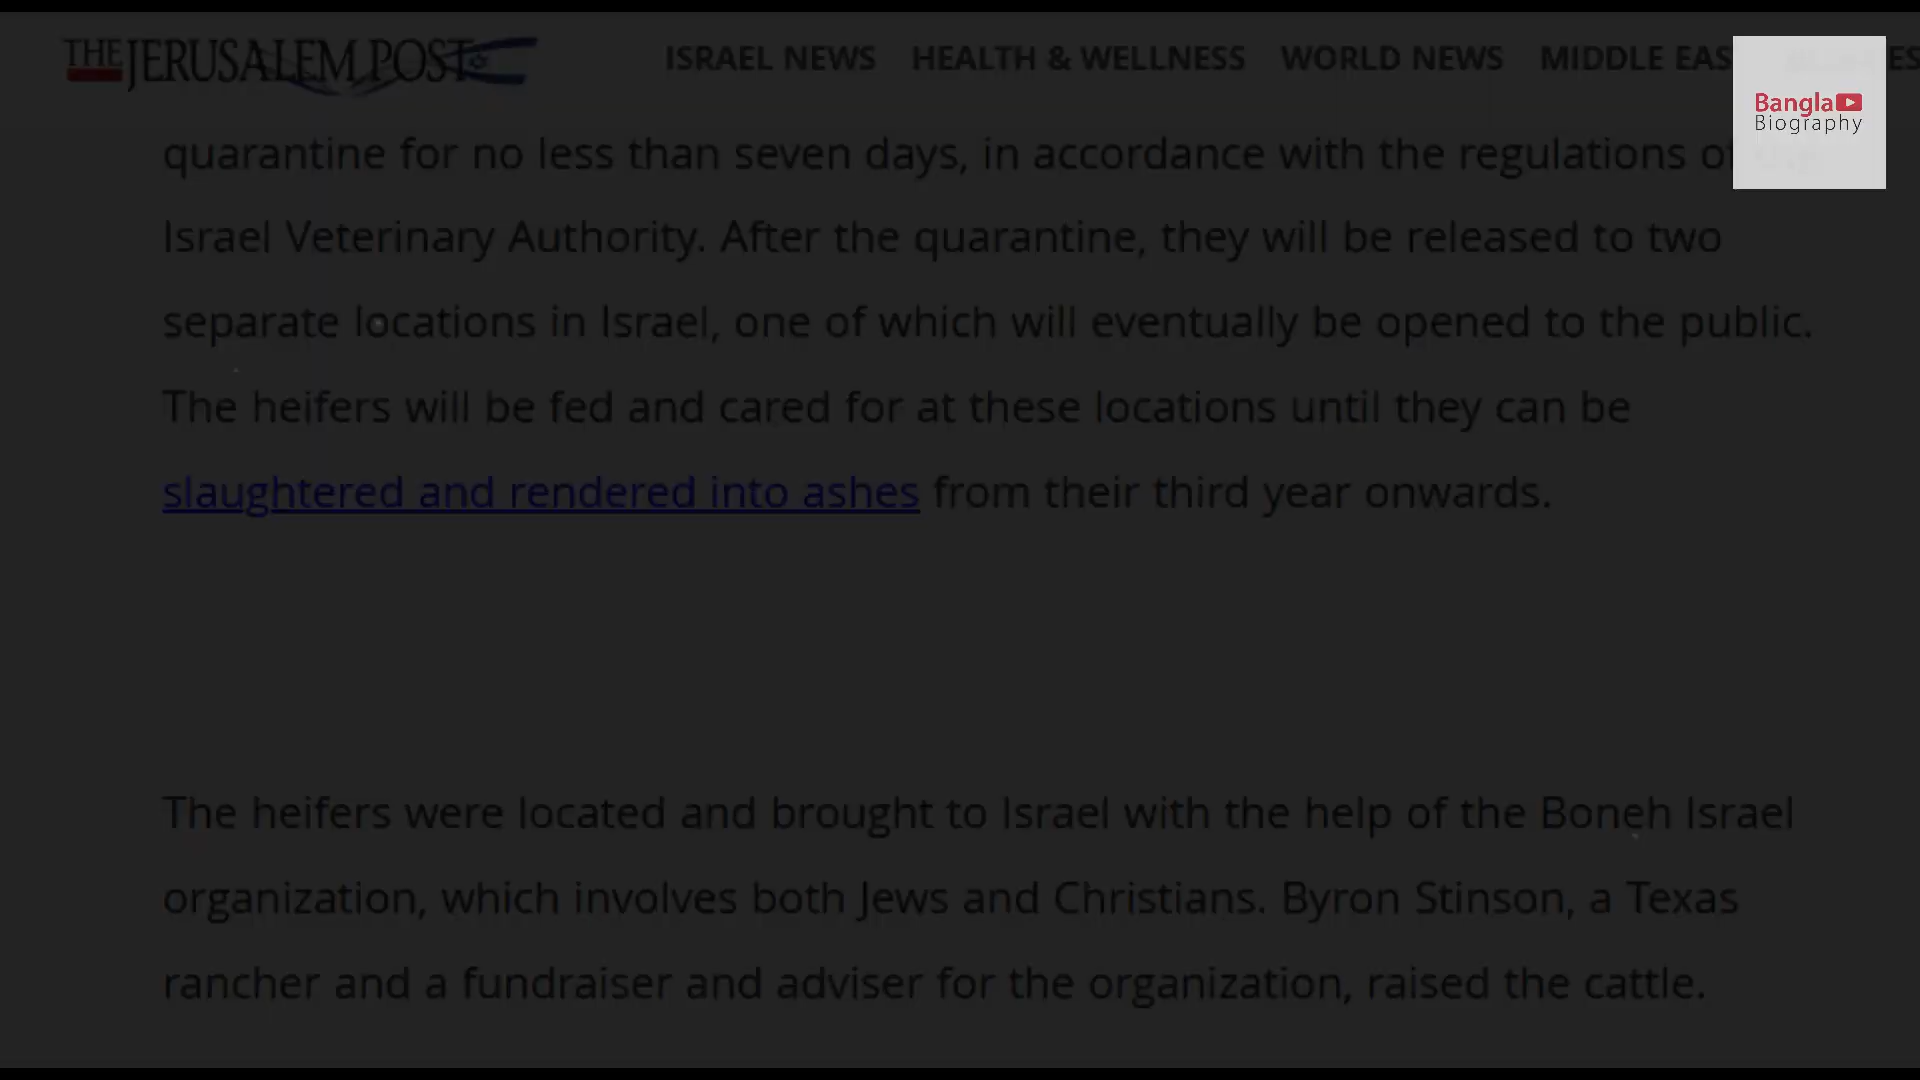 THE JERUSALEM POST
ISRAEL NEWS HEALTH & WELLNESS WORLD NEWS MIDDLE EAS
Bangla
Biography
quarantine for no less than seven days, in accordance with the regulations of
Israel Veterinary Authority. After the quarantine, they will be released to two
separate locations in Israel, one of which will eventually be opened to the public.
The heifers will be fed and cared for at these locations until they can be
slaughtered and rendered into ashes from their third year onwards.
The heifers were located and brought to Israel with the help of the Boneh Israel
organization, which involves both Jews and Christians. Byron Stinson, a Texas
rancher and a fundraiser and adviser for the organization, raised the cattle.